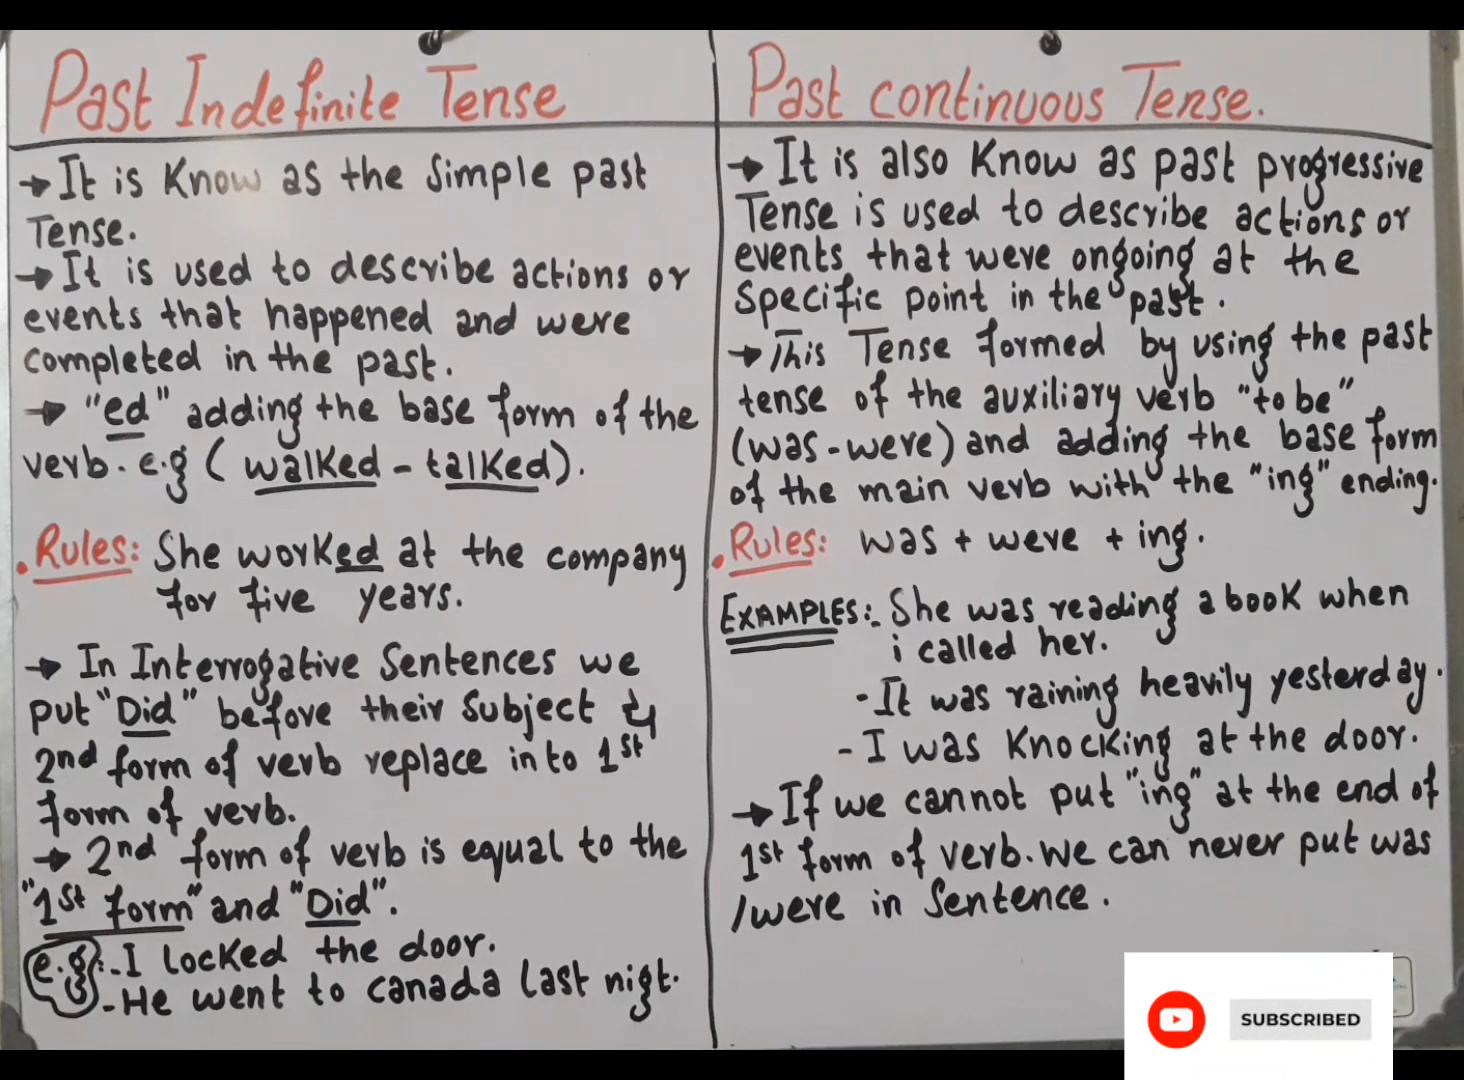 Past Indefinite Tense
→ It is Know as the Simple past
Tense.
→ It is used to describe actions or
events that happened and were
completed in the past.
→ "ed" adding the base form of the
verb. e.g ( walked - talked).
. Rules: She worked at the company
for five years.
→ In Interrogative Sentences we
put "Did" before their Subject &
2nd form of verb replace in to 1st
form of verb.
→ 2nd form of verb is equal to the
"1st form" and "Did".
e.g:- I locked the door.
- He went to canada last nigt.
Past continuous Tense.
→ It is also Know as past progressive
Tense is used to describe actions or
events that were ongoing at the
Specific point in the past.
→ This Tense formed by using the past
tense of the auxiliary verb "to be"
(was - were) and adding the base form
of the main verb with the "ing" ending.
. Rules: was + were + ing.
EXAMPLES:- She was reading a book when
i called her.
- It was raining heavily yesterday.
- I was Knocking at the door.
→ If we cannot put "ing" at the end of
1st form of verb. we can never put was
/were in Sentence.
SUBSCRIBED